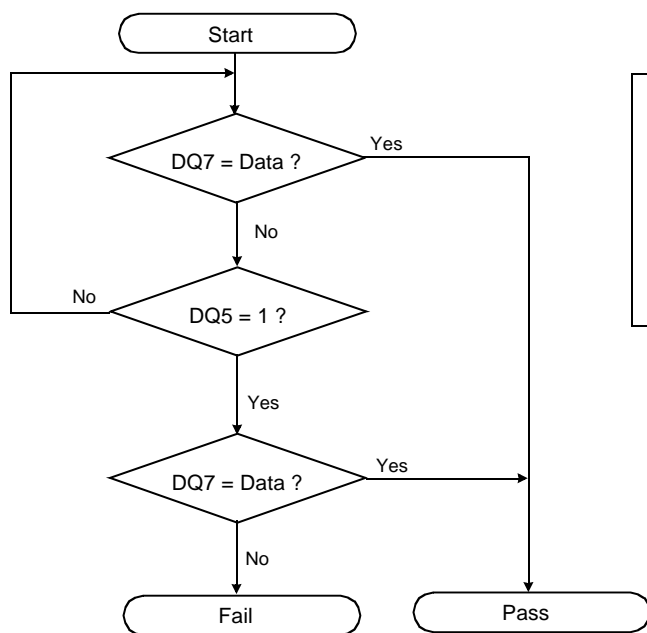 Start
DQ7 = Data ?
Yes
No
No
DQ5 = 1 ?
Yes
DQ7 = Data ?
Yes
No
Fail
Pass